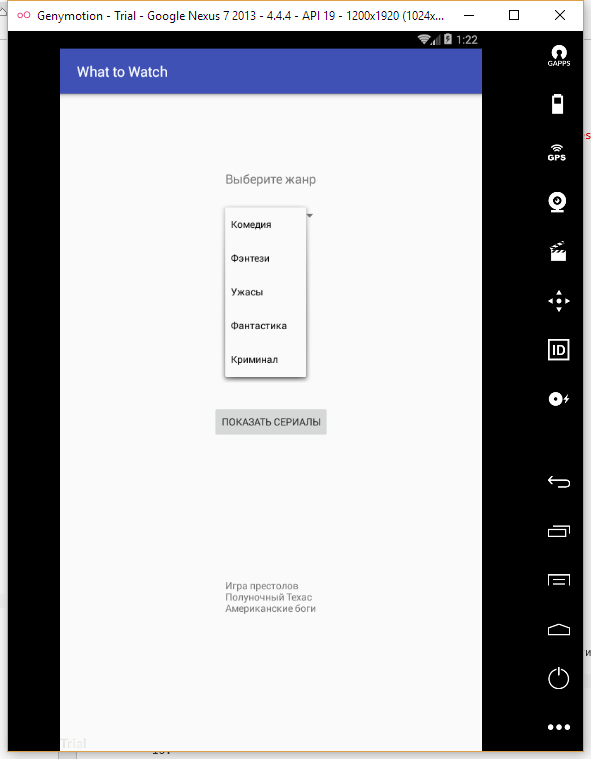 Genymotion - Trial - Google Nexus 7 2013 - 4.4.4 - API 19 - 1200x1920 (1024x...
GAPPS
1:22
What to Watch
GPS
Выберите жанр
Комедия
Фэнтези
Ужасы
Фантастика
Криминал
ID
ПОКАЗАТЬ СЕРИАЛЫ
Игра престолов
Полуночный Техас
Американские боги
Trial